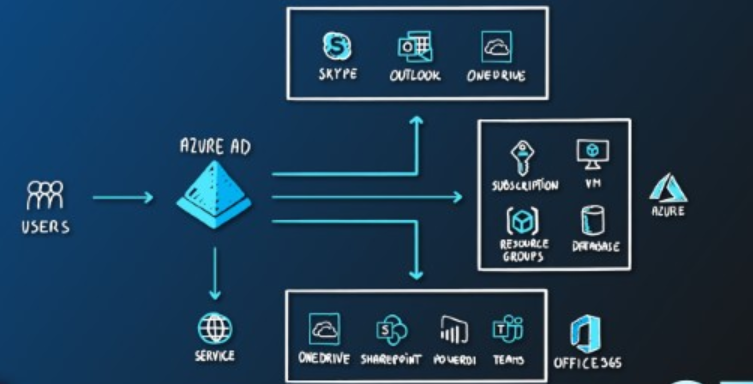 SKYPE
OUTLOOK
ONEDRIVE
AZURE AD
SUBSCRIPTION
VM
USERS
AZURE
RESOURCE
GROUPS
DATABASE
SERVICE
ONEDRIVE
SHAREPOINT
POWERBI
TEAMS
OFFICE365